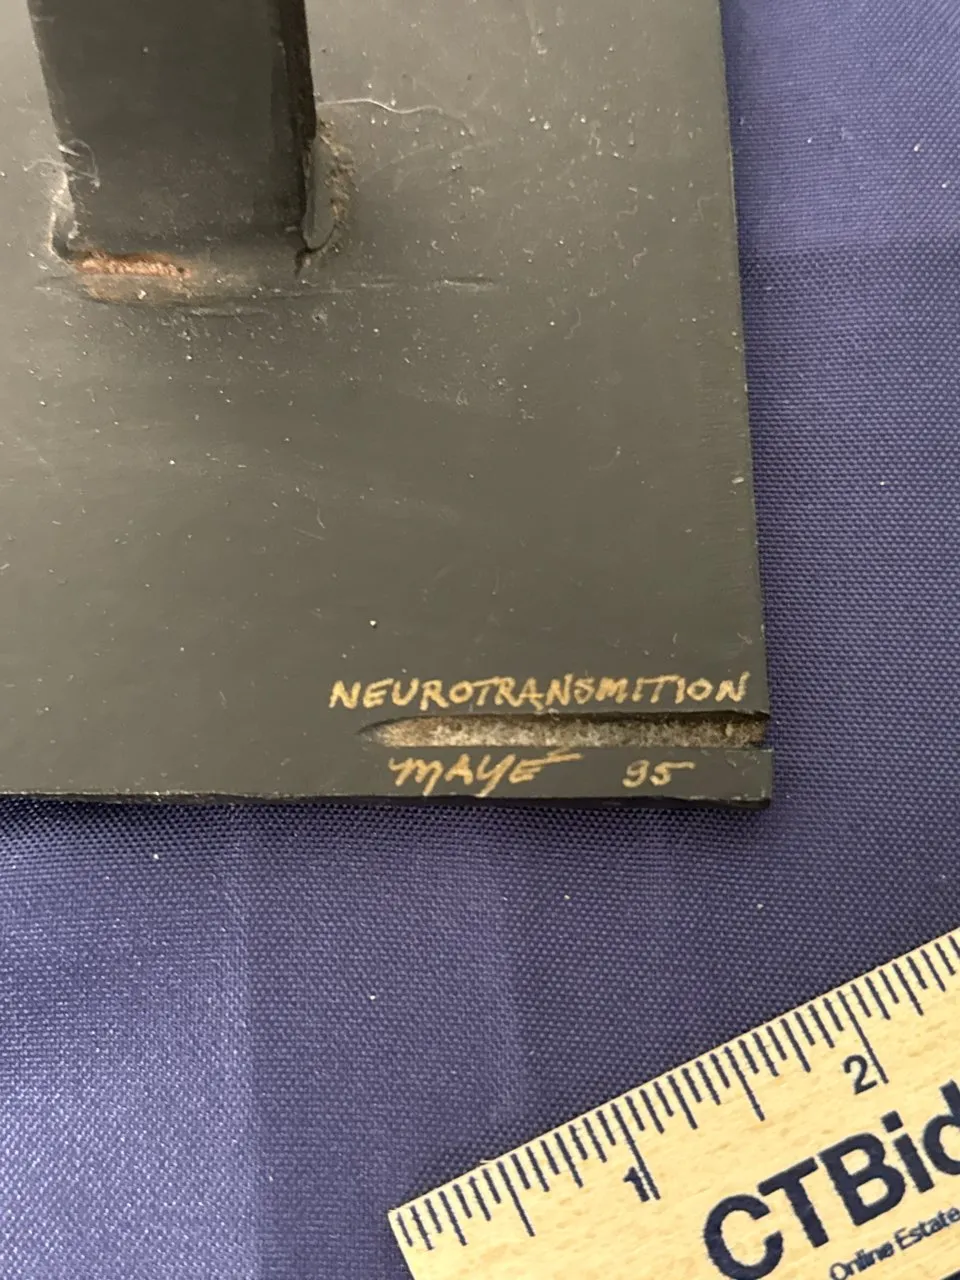 NEUROTRANSMITION
MAYE 95
2
1
CTBid
Online Estate